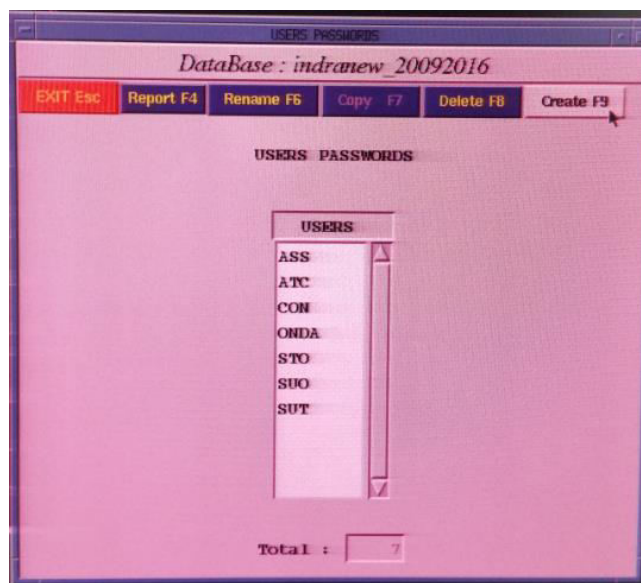 USERS PASSWORDS
DataBase : indranew_20092016
EXIT Esc Report F4 Rename F6 Copy F7 Delete F8 Create F9
USERS PASSWORDS
USERS
ASS
ATC
CON
ONDA
STO
SUO
SUT
Total : 7